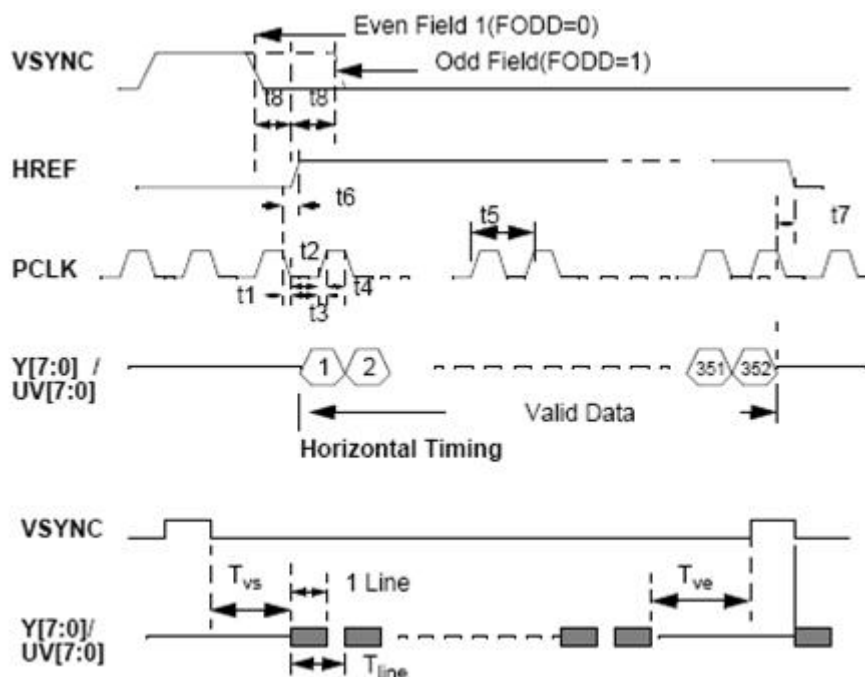 Even Field 1(FODD=0)
VSYNC
Odd Field(FODD=1)
t8 t8
HREF
t6 t7
t2 t5
PCLK
t1 t4
t3
Y[7:0] / 1 2 351 352
UV[7:0]
Valid Data
Horizontal Timing
VSYNC
Tvs 1 Line Tve
Y[7:0]/
UV[7:0]
Tline